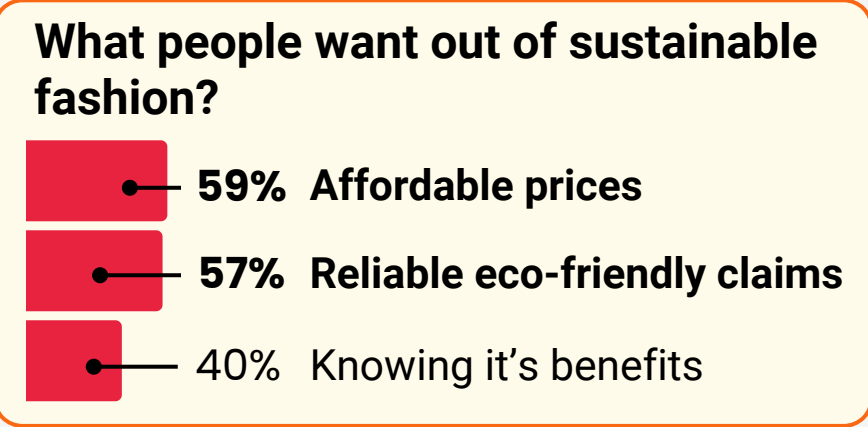 What people want out of sustainable
fashion?
59% Affordable prices
57% Reliable eco-friendly claims
40% Knowing it’s benefits